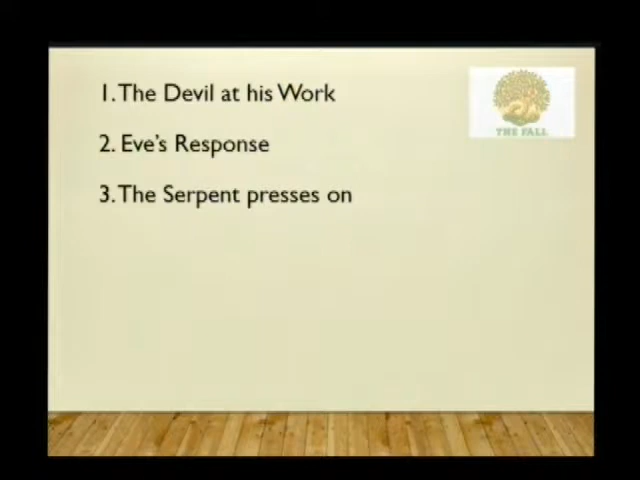 1. The Devil at his Work
THE FALL
2. Eve's Response
3. The Serpent presses on